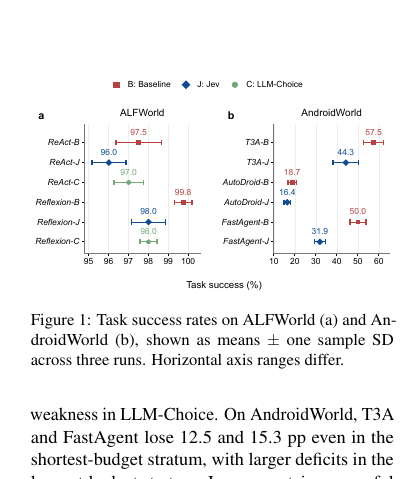 B: Baseline J: Jev C: LLM-Choice
a ALFWorld
ReAct-B 97.5
ReAct-J 96.0
ReAct-C 97.0
Reflexion-B 99.8
Reflexion-J 98.0
Reflexion-C 98.0
95 96 97 98 99 100
b AndroidWorld
T3A-B 57.5
T3A-J 44.3
AutoDroid-B 18.7
AutoDroid-J 16.4
FastAgent-B 50.0
FastAgent-J 31.9
10 20 30 40 50 60
Task success (%)
Figure 1: Task success rates on ALFWorld (a) and An-
droidWorld (b), shown as means ± one sample SD
across three runs. Horizontal axis ranges differ.
weakness in LLM-Choice. On AndroidWorld, T3A
and FastAgent lose 12.5 and 15.3 pp even in the
shortest-budget stratum, with larger deficits in the